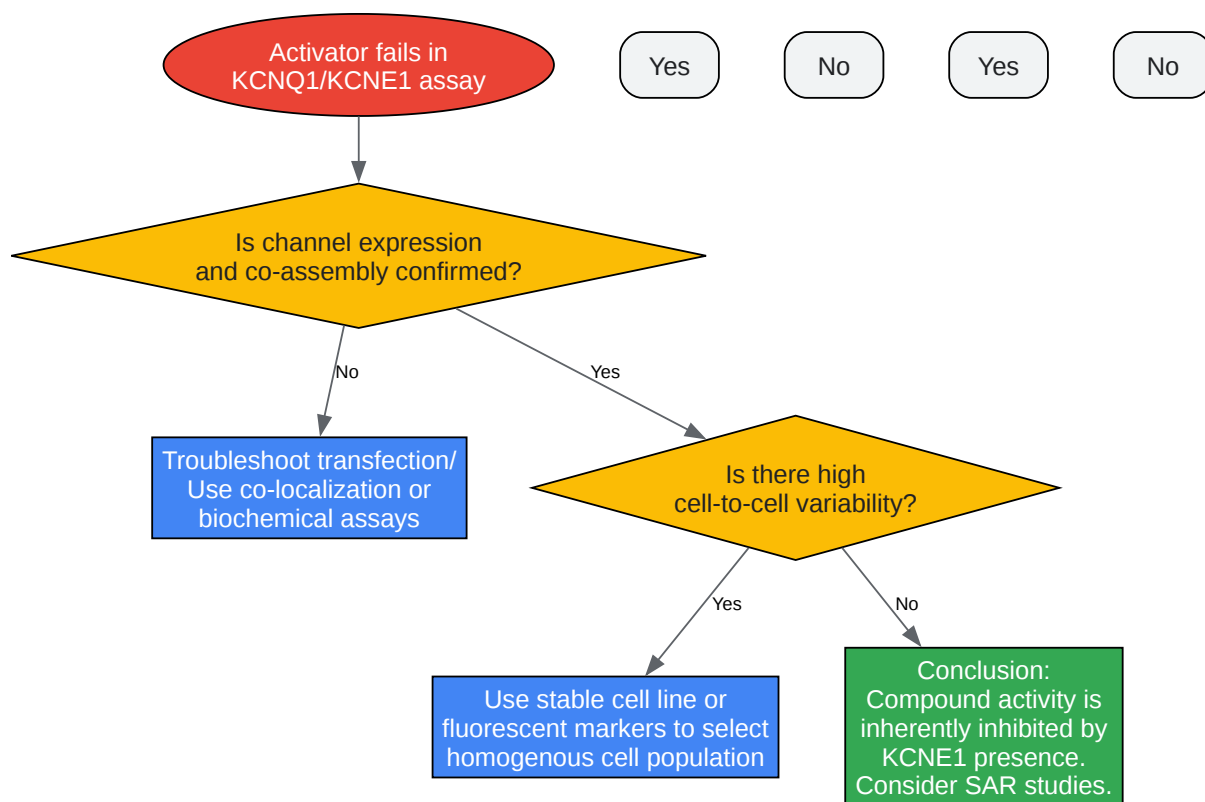 Activator fails in
KCNQ1/KCNE1 assay
Yes
No
Yes
No
Is channel expression
and co-assembly confirmed?
No
Yes
Troubleshoot transfection/
Use co-localization or
biochemical assays
Is there high
cell-to-cell variability?
Yes
No
Use stable cell line or
fluorescent markers to select
homogenous cell population
Conclusion:
Compound activity is
inherently inhibited by
KCNE1 presence.
Consider SAR studies.